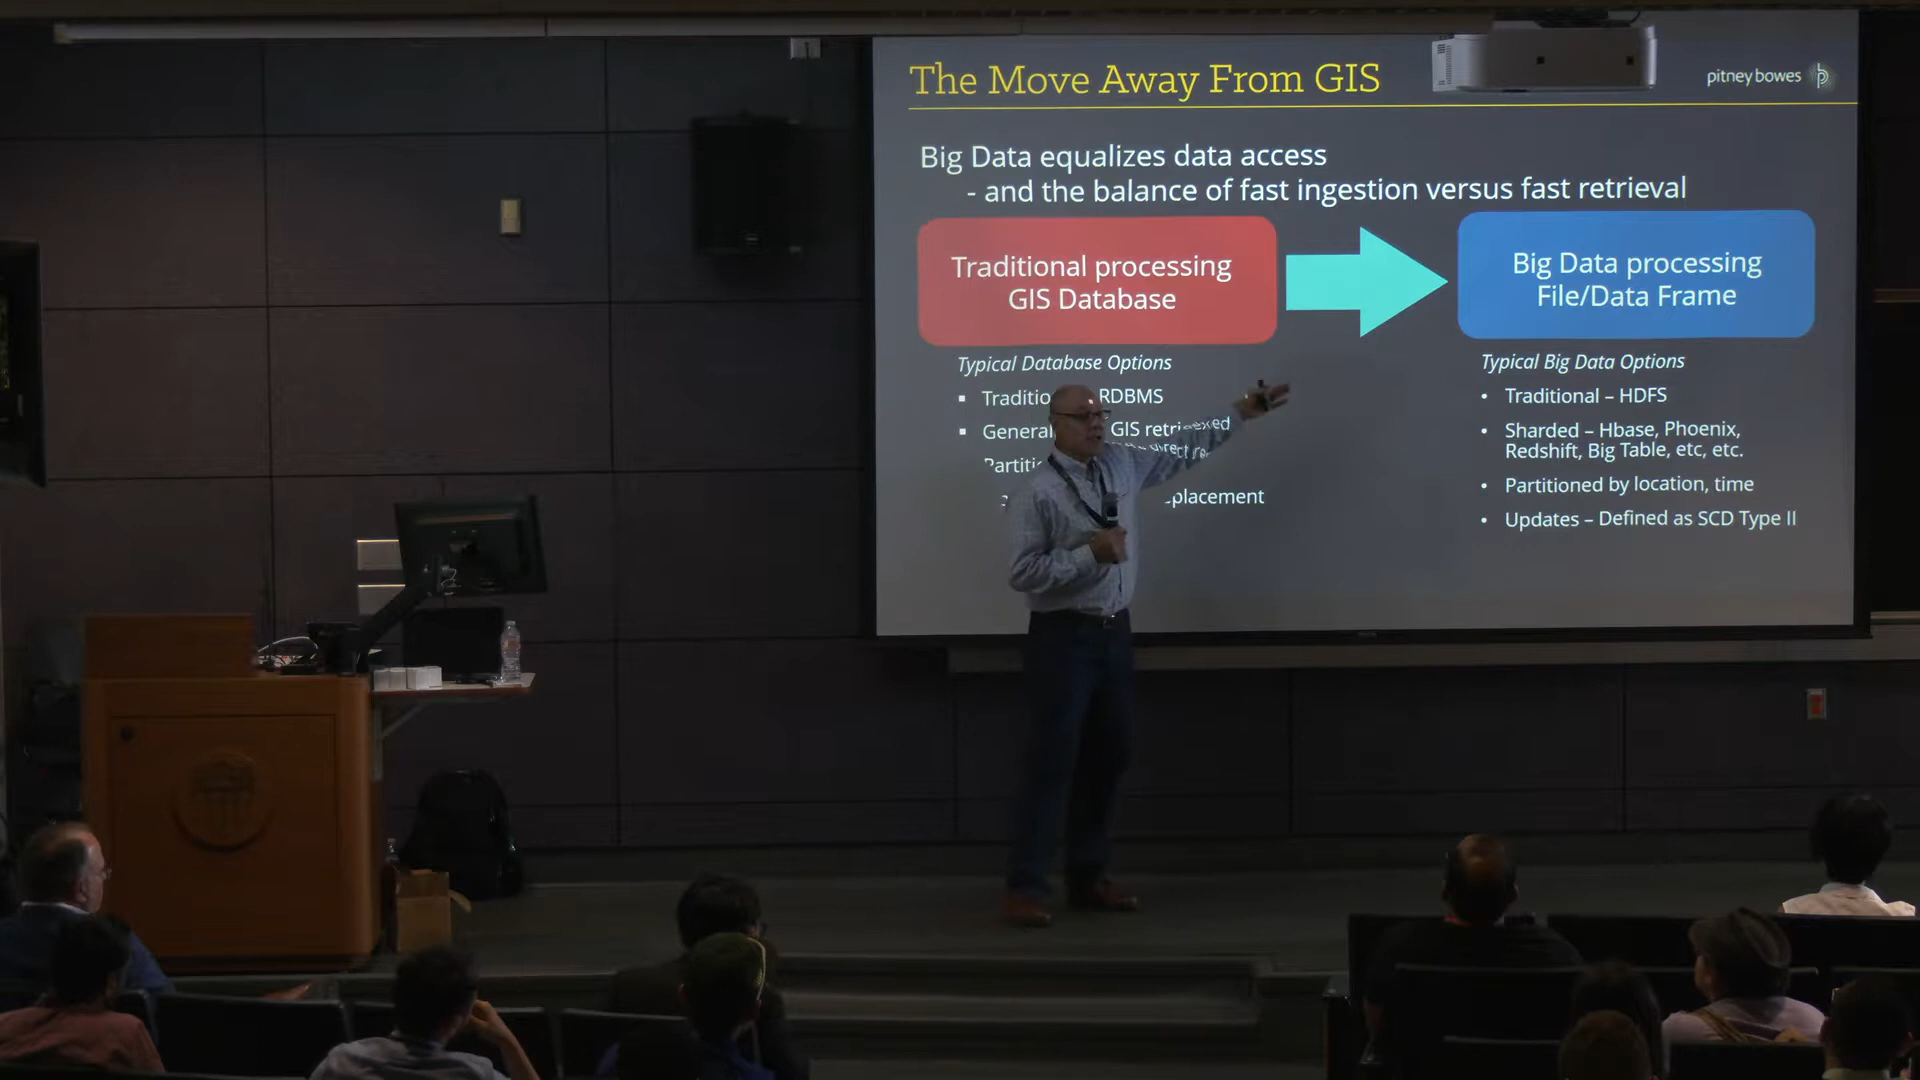 The Move Away From GIS
pitney bowes
Big Data equalizes data access
- and the balance of fast ingestion versus fast retrieval
Traditional processing
GIS Database
Big Data processing
File/Data Frame
Typical Database Options
RDBMS
GIS
Typical Big Data Options
• Traditional – HDFS
• Sharded – Hbase, Phoenix,
Redshift, Big Table, etc, etc.
• Partitioned by location, time
• Updates – Defined as SCD Type II